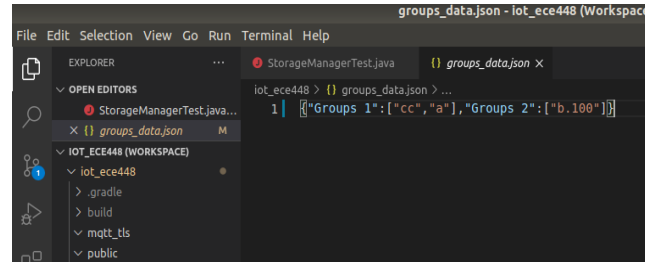 groups_data.json - iot_ece448 (Workspac
File Edit Selection View Go Run Terminal Help
EXPLORER ...
StorageManagerTest.java
{} groups_data.json ×
OPEN EDITORS
StorageManagerTest.java...
× {} groups_data.json M
IOT_ECE448 (WORKSPACE)
iot_ece448
.gradle
build
mqtt_tls
public
1
iot_ece448 > {} groups_data.json > ...
1 {"Groups 1":["cc","a"],"Groups 2":["b.100"]}